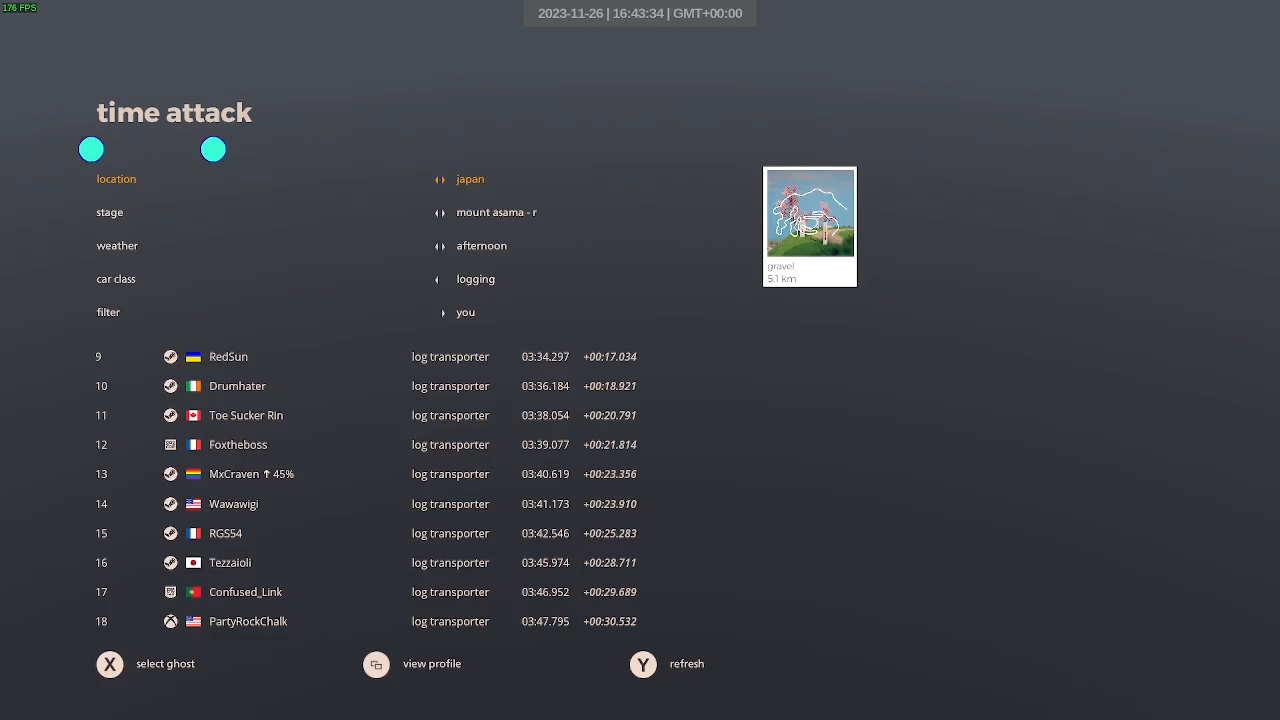 176 FPS
2023-11-26 | 16:43:34 | GMT+00:00
time attack
location japan
stage mount asama - r
weather afternoon
car class logging
filter you
gravel
5.1 km
9 RedSun log transporter 03:34.297 +00:17.034
10 Drumhater log transporter 03:36.184 +00:18.921
11 Toe Sucker Rin log transporter 03:38.054 +00:20.791
12 Foxtheboss log transporter 03:39.077 +00:21.814
13 MxCraven ↑ 45% log transporter 03:40.619 +00:23.356
14 Wawawigi log transporter 03:41.173 +00:23.910
15 RGS54 log transporter 03:42.546 +00:25.283
16 Tezzaioli log transporter 03:45.974 +00:28.711
17 Confused_Link log transporter 03:46.952 +00:29.689
18 PartyRockChalk log transporter 03:47.795 +00:30.532
X select ghost view profile Y refresh